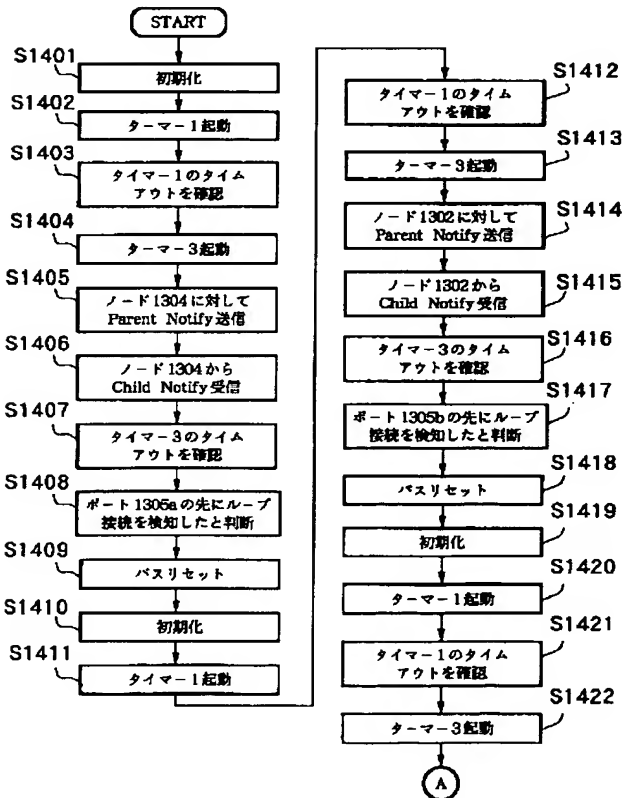 START
S1401
初期化
S1402
ターマー1起動
S1403
タイマー1のタイム
アウトを確認
S1404
ターマー3起動
S1405
ノード1304に対して
Parent Notify送信
S1406
ノード1304から
Child Notify受信
S1407
タイマー3のタイム
アウトを確認
S1408
ポート1305aの先にループ
接続を検知したと判断
S1409
バスリセット
S1410
初期化
S1411
タイマー1起動
S1412
タイマー1のタイム
アウトを確認
S1413
ターマー3起動
S1414
ノード1302に対して
Parent Notify送信
S1415
ノード1302から
Child Notify受信
S1416
タイマー3のタイム
アウトを確認
S1417
ポート1305bの先にループ
接続を検知したと判断
S1418
バスリセット
S1419
初期化
S1420
ターマー1起動
S1421
タイマー1のタイム
アウトを確認
S1422
ターマー3起動
A